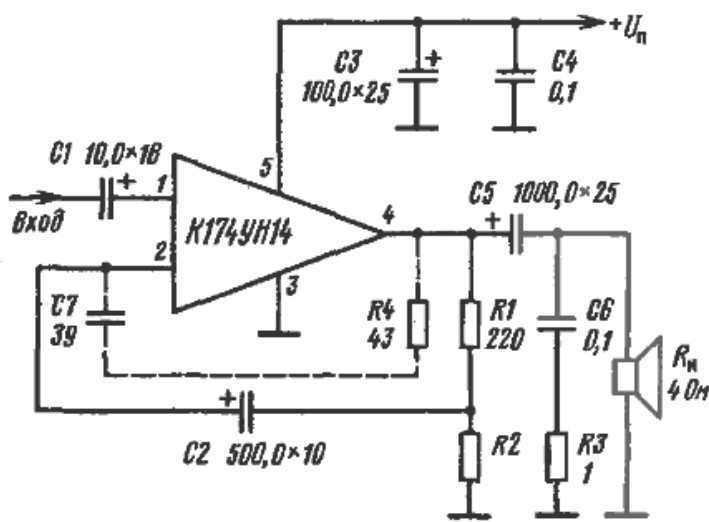 +Uп
C3
100,0×25
+
C4
0,1
C1 10,0×16
+
Вход
1
2
5
К174УН14
3
4
C5 1000,0×25
+
C7
39
R4
43
R1
220
C6
0,1
Rн
4 Ом
+
C2 500,0×10
R2
R3
1